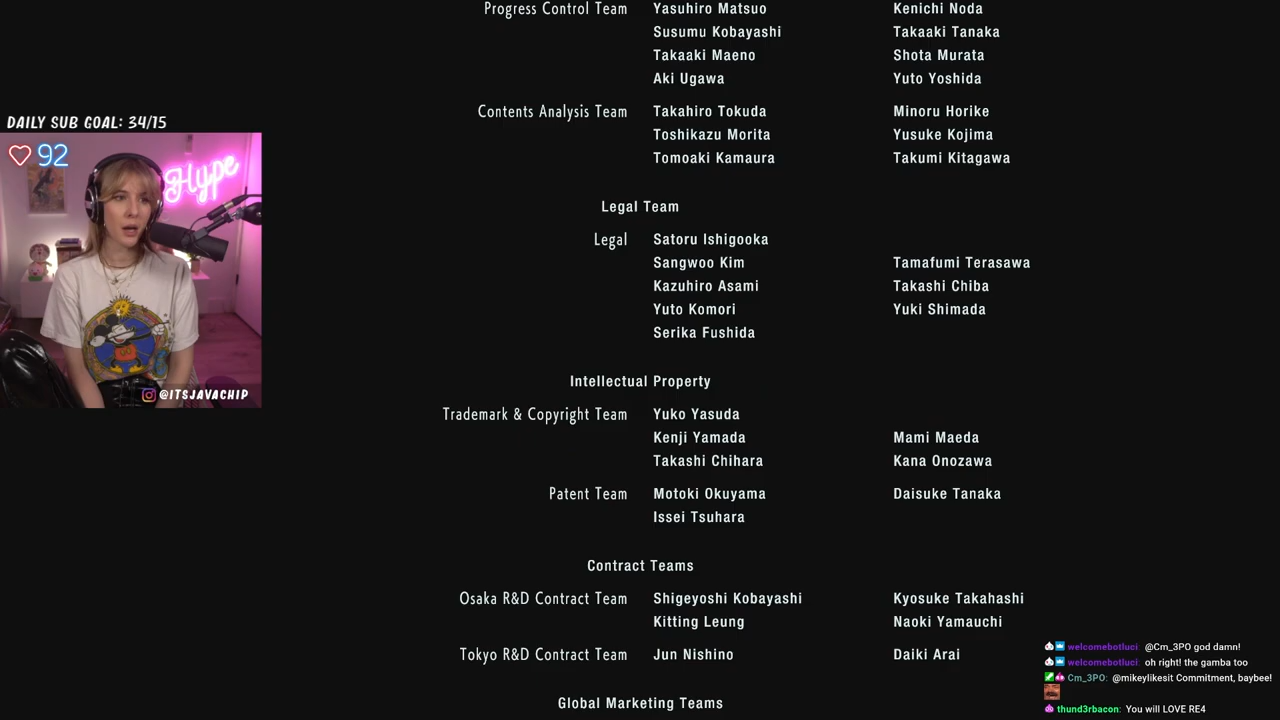 Progress Control Team Yasuhiro Matsuo Kenichi Noda
Susumu Kobayashi Takaaki Tanaka
Takaaki Maeno Shota Murata
Aki Ugawa Yuto Yoshida
Contents Analysis Team Takahiro Tokuda Minoru Horike
Toshikazu Morita Yusuke Kojima
Tomoaki Kamaura Takumi Kitagawa
DAILY SUB GOAL: 34/15
92
Hype
@ITSJAVACHIP
Legal Team
Legal Satoru Ishigooka
Sangwoo Kim Tamafumi Terasawa
Kazuhiro Asami Takashi Chiba
Yuto Komori Yuki Shimada
Serika Fushida
Intellectual Property
Trademark & Copyright Team Yuko Yasuda
Kenji Yamada Mami Maeda
Takashi Chihara Kana Onozawa
Patent Team Motoki Okuyama Daisuke Tanaka
Issei Tsuhara
Contract Teams
Osaka R&D Contract Team Shigeyoshi Kobayashi Kyosuke Takahashi
Kitting Leung Naoki Yamauchi
Tokyo R&D Contract Team Jun Nishino Daiki Arai
Global Marketing Teams
welcomebotluci: @Cm_3PO god damn!
welcomebotluci: oh right! the gamba too
Cm_3PO: @mikeylikesit Commitment, baybee!
thund3rbacon: You will LOVE RE4